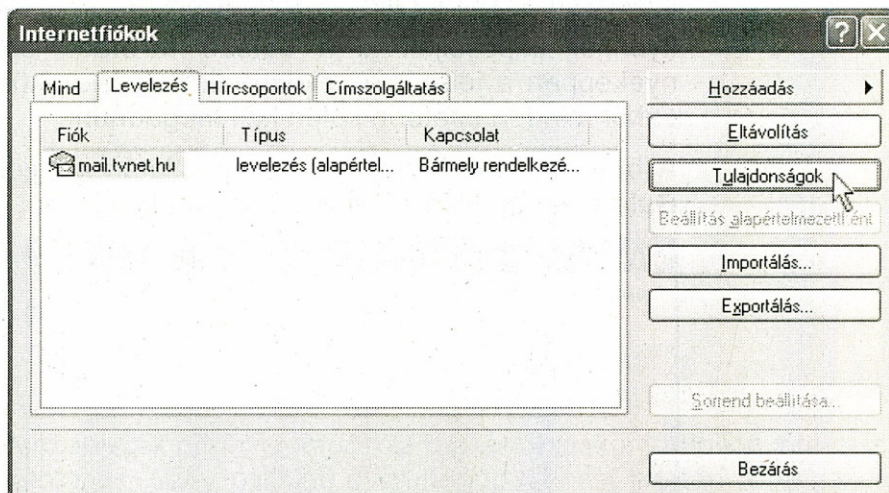 Internetfiókok
Mind Levelezés Hírcsoportok Címszolgáltatás
Fiók Típus Kapcsolat
mail.tvnet.hu levelezés (alapértel... Bármely rendelkezé...
Hozzáadás
Eltávolítás
Tulajdonságok
Beállítás alapértelmezettként
Importálás...
Exportálás...
Sorrend beállítása...
Bezárás